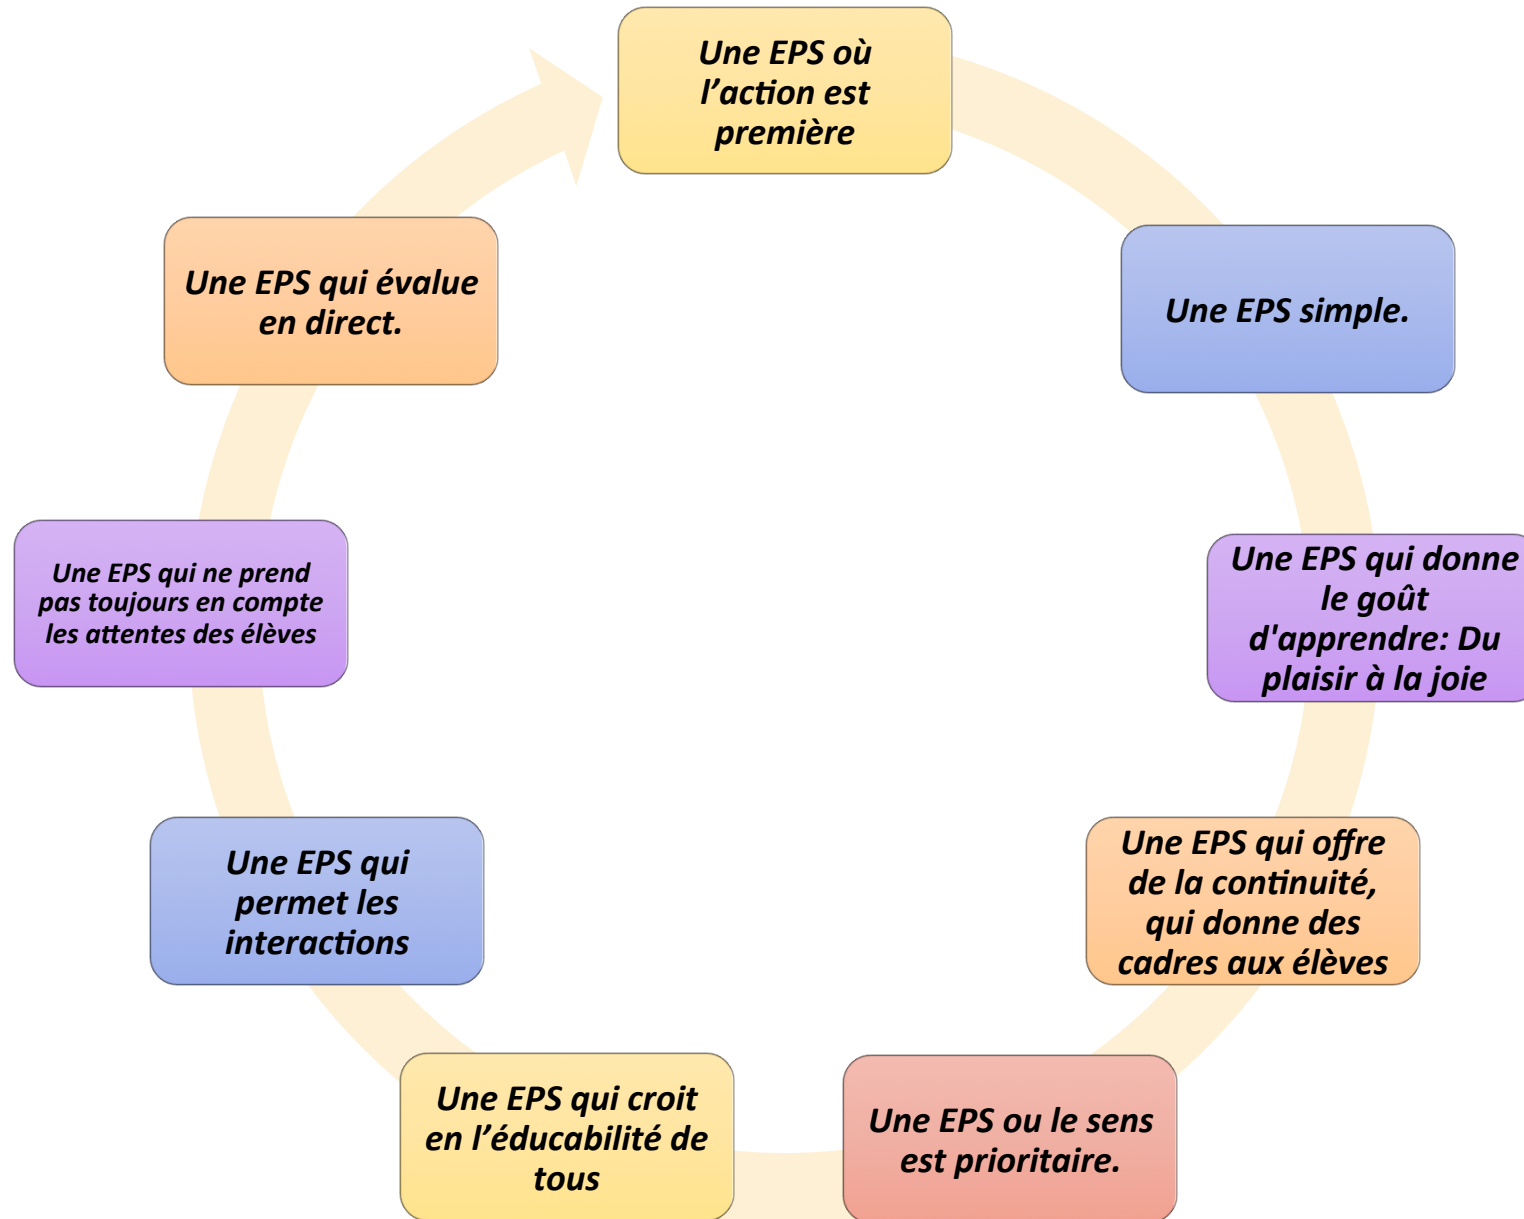 Une EPS où
l’action est
première
Une EPS simple.
Une EPS qui donne
le goût
d'apprendre: Du
plaisir à la joie
Une EPS qui offre
de la continuité,
qui donne des
cadres aux élèves
Une EPS ou le sens
est prioritaire.
Une EPS qui croit
en l’éducabilité de
tous
Une EPS qui
permet les
interactions
Une EPS qui ne prend
pas toujours en compte
les attentes des élèves
Une EPS qui évalue
en direct.